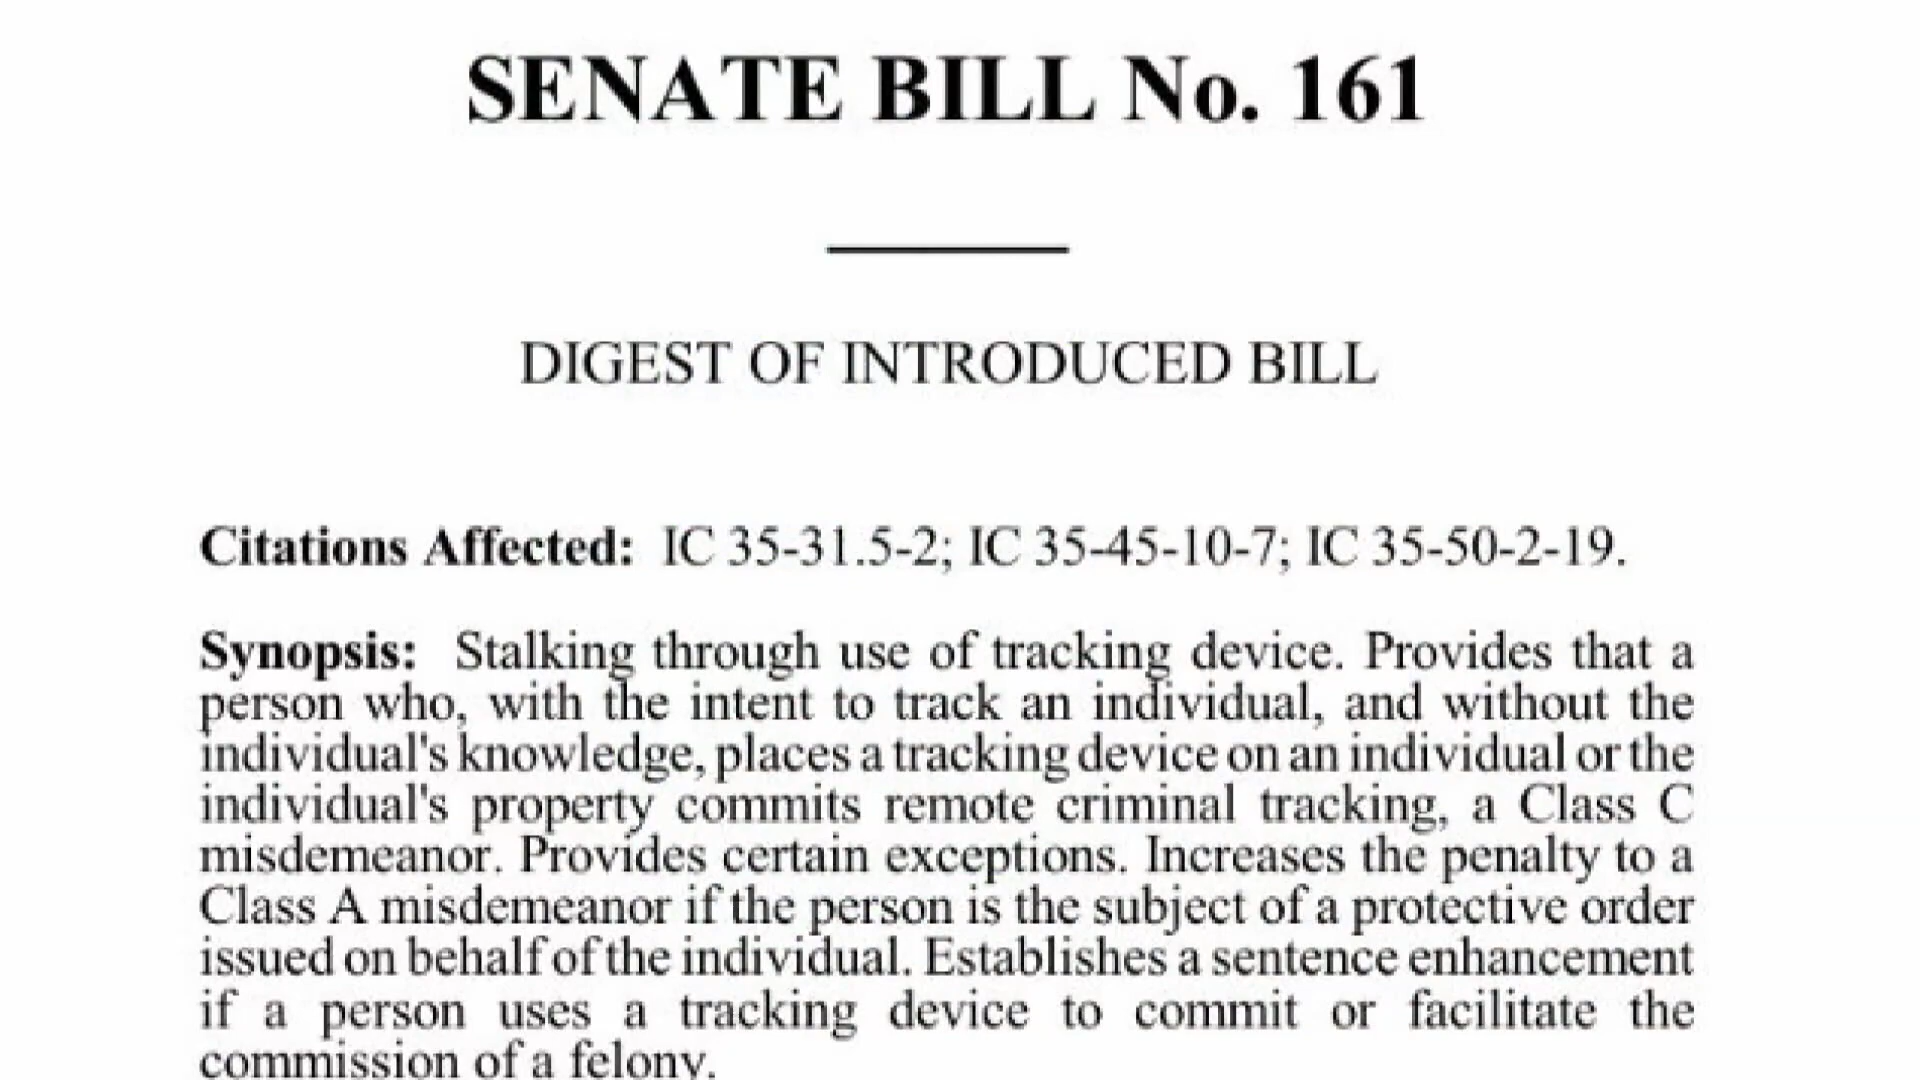 SENATE BILL No. 161
DIGEST OF INTRODUCED BILL
Citations Affected: IC 35-31.5-2; IC 35-45-10-7; IC 35-50-2-19.
Synopsis: Stalking through use of tracking device. Provides that a
person who, with the intent to track an individual, and without the
individual's knowledge, places a tracking device on an individual or the
individual's property commits remote criminal tracking, a Class C
misdemeanor. Provides certain exceptions. Increases the penalty to a
Class A misdemeanor if the person is the subject of a protective order
issued on behalf of the individual. Establishes a sentence enhancement
if a person uses a tracking device to commit or facilitate the
commission of a felony.